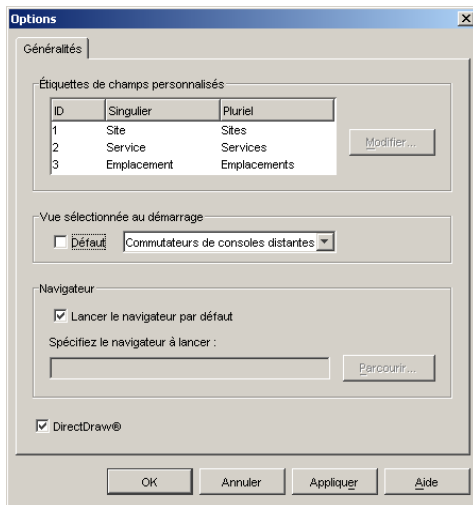 Options
Généralités
Étiquettes de champs personnalisés
ID Singulier Pluriel
1 Site Sites
2 Service Services
3 Emplacement Emplacements
Modifier...
Vue sélectionnée au démarrage
Défaut Commutateurs de consoles distantes
Navigateur
Lancer le navigateur par défaut
Spécifiez le navigateur à lancer :
Parcourir...
DirectDraw®
OK Annuler Appliquer Aide